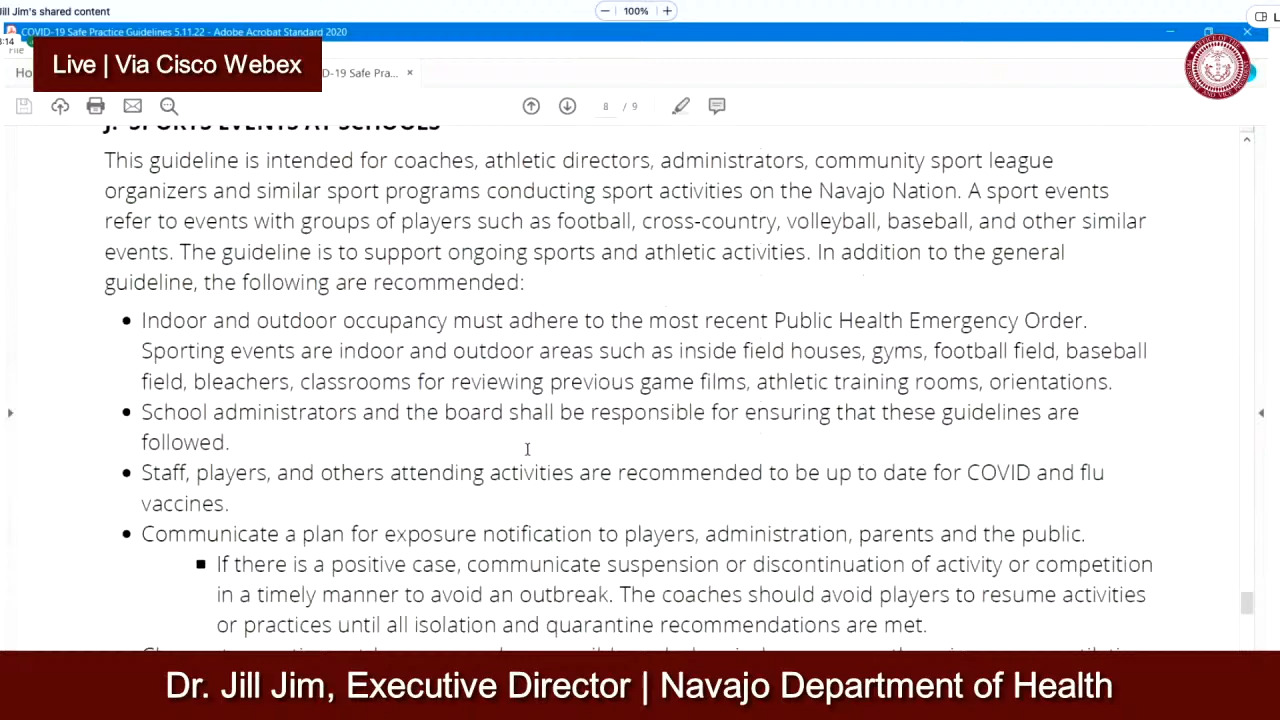 Jill Jim's shared content
100%
COVID-19 Safe Practice Guidelines 5.11.22 - Adobe Acrobat Standard 2020
:14
File
Live | Via Cisco Webex
Ho
D-19 Safe Pra... ×
8 / 9
J. SPORTS EVENTS AT SCHOOLS
This guideline is intended for coaches, athletic directors, administrators, community sport league
organizers and similar sport programs conducting sport activities on the Navajo Nation. A sport events
refer to events with groups of players such as football, cross-country, volleyball, baseball, and other similar
events. The guideline is to support ongoing sports and athletic activities. In addition to the general
guideline, the following are recommended:
• Indoor and outdoor occupancy must adhere to the most recent Public Health Emergency Order.
Sporting events are indoor and outdoor areas such as inside field houses, gyms, football field, baseball
field, bleachers, classrooms for reviewing previous game films, athletic training rooms, orientations.
• School administrators and the board shall be responsible for ensuring that these guidelines are
followed.
• Staff, players, and others attending activities are recommended to be up to date for COVID and flu
vaccines.
• Communicate a plan for exposure notification to players, administration, parents and the public.
▪ If there is a positive case, communicate suspension or discontinuation of activity or competition
in a timely manner to avoid an outbreak. The coaches should avoid players to resume activities
or practices until all isolation and quarantine recommendations are met.
Dr. Jill Jim, Executive Director | Navajo Department of Health